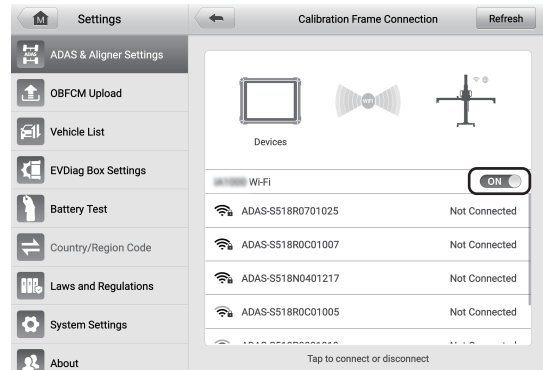 M
Settings
Calibration Frame Connection
Refresh
ADAS
ADAS & Aligner Settings
OBFCM Upload
Vehicle List
EVDiag Box Settings
Battery Test
Country/Region Code
Laws and Regulations
System Settings
About
WIFI
Devices
Wi-Fi
ON
ADAS-S518R0701025
Not Connected
ADAS-S518R0C01007
Not Connected
ADAS-S518N0401217
Not Connected
ADAS-S518R0C01005
Not Connected
Tap to connect or disconnect